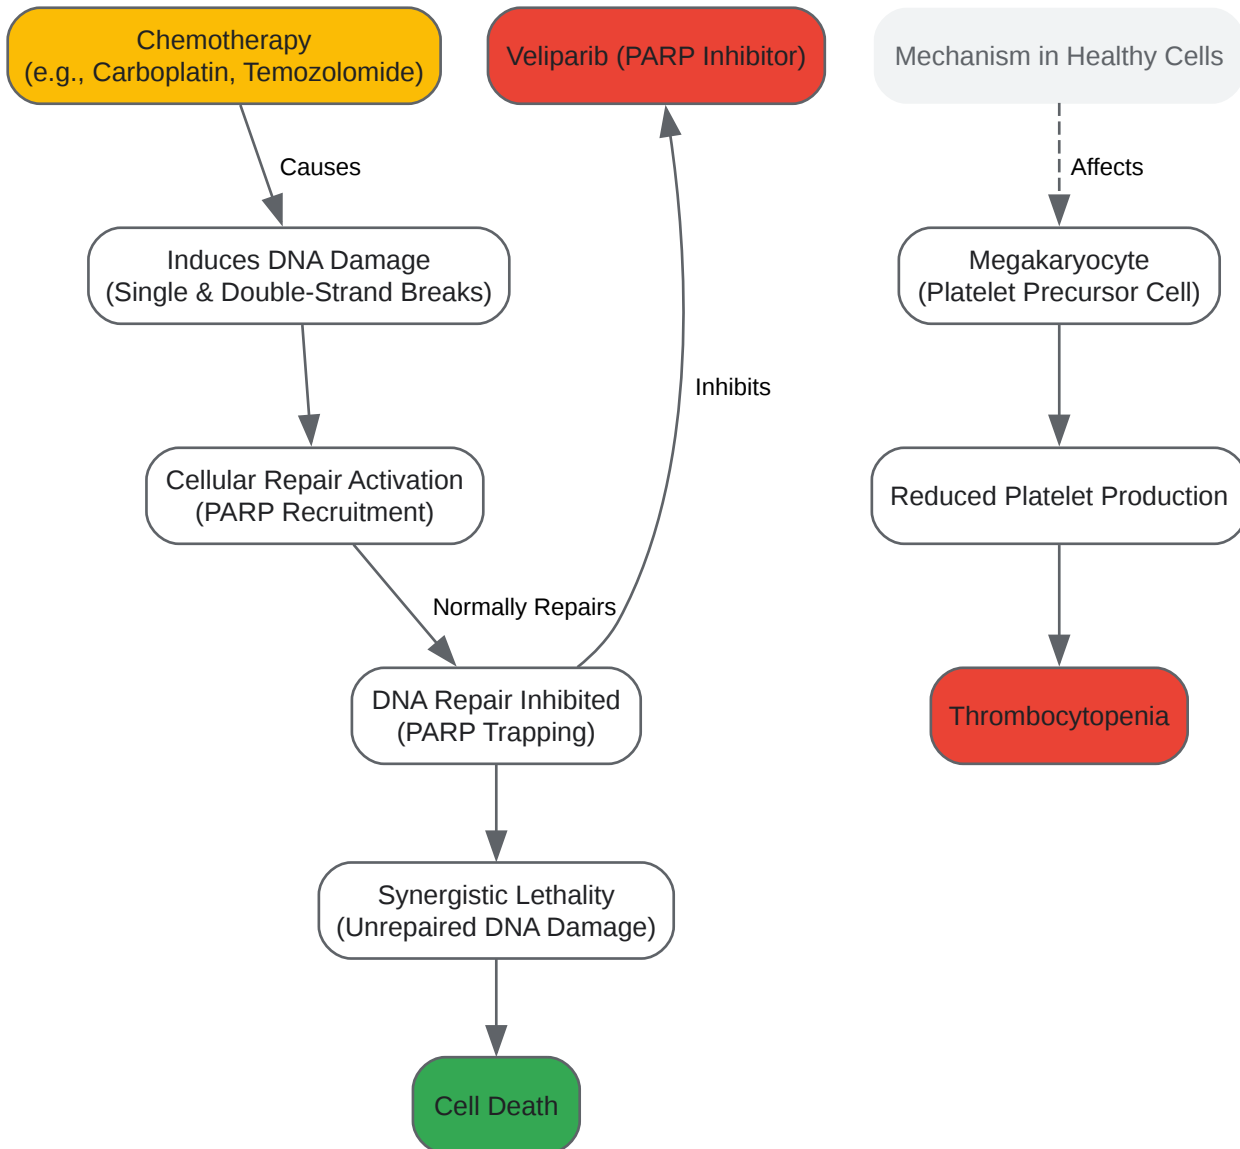 Chemotherapy
(e.g., Carboplatin, Temozolomide)
Veliparib (PARP Inhibitor)
Mechanism in Healthy Cells
Causes
Affects
Induces DNA Damage
(Single & Double-Strand Breaks)
Megakaryocyte
(Platelet Precursor Cell)
Inhibits
Cellular Repair Activation
(PARP Recruitment)
Reduced Platelet Production
Normally Repairs
DNA Repair Inhibited
(PARP Trapping)
Thrombocytopenia
Synergistic Lethality
(Unrepaired DNA Damage)
Cell Death